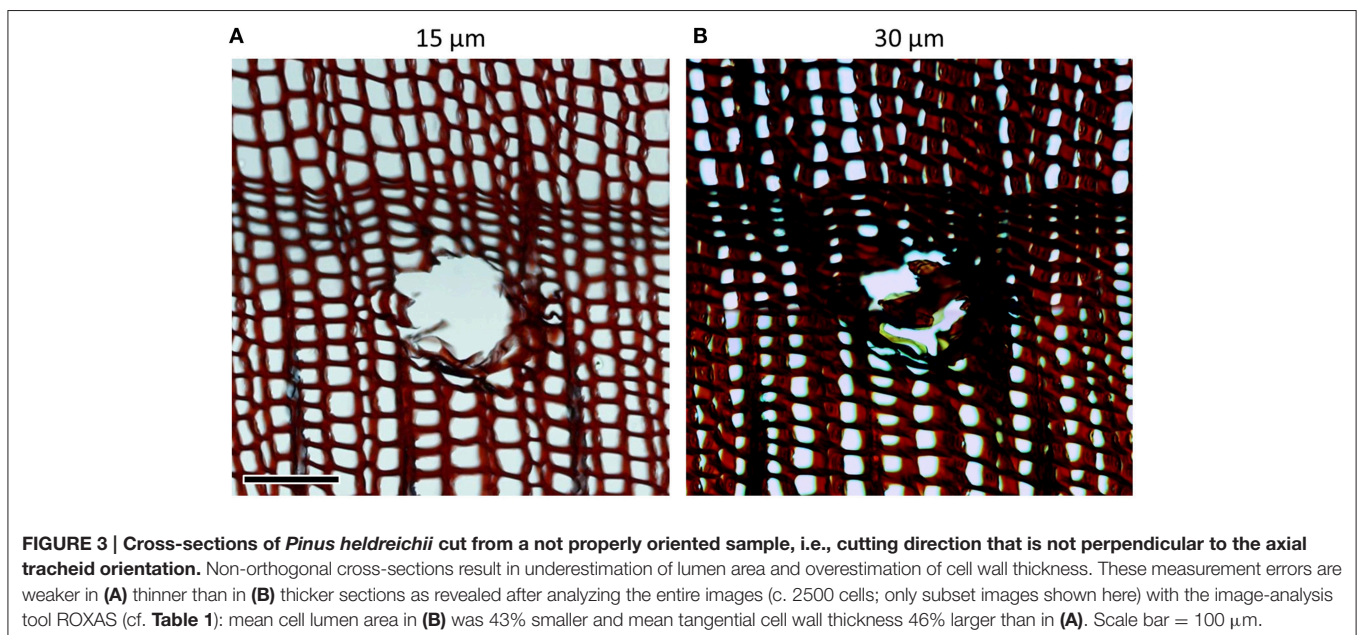 A 15 μm B 30 μm
FIGURE 3 | Cross-sections of Pinus heldreichii cut from a not properly oriented sample, i.e., cutting direction that is not perpendicular to the axial
tracheid orientation. Non-orthogonal cross-sections result in underestimation of lumen area and overestimation of cell wall thickness. These measurement errors are
weaker in (A) thinner than in (B) thicker sections as revealed after analyzing the entire images (c. 2500 cells; only subset images shown here) with the image-analysis
tool ROXAS (cf. Table 1): mean cell lumen area in (B) was 43% smaller and mean tangential cell wall thickness 46% larger than in (A). Scale bar = 100 μm.